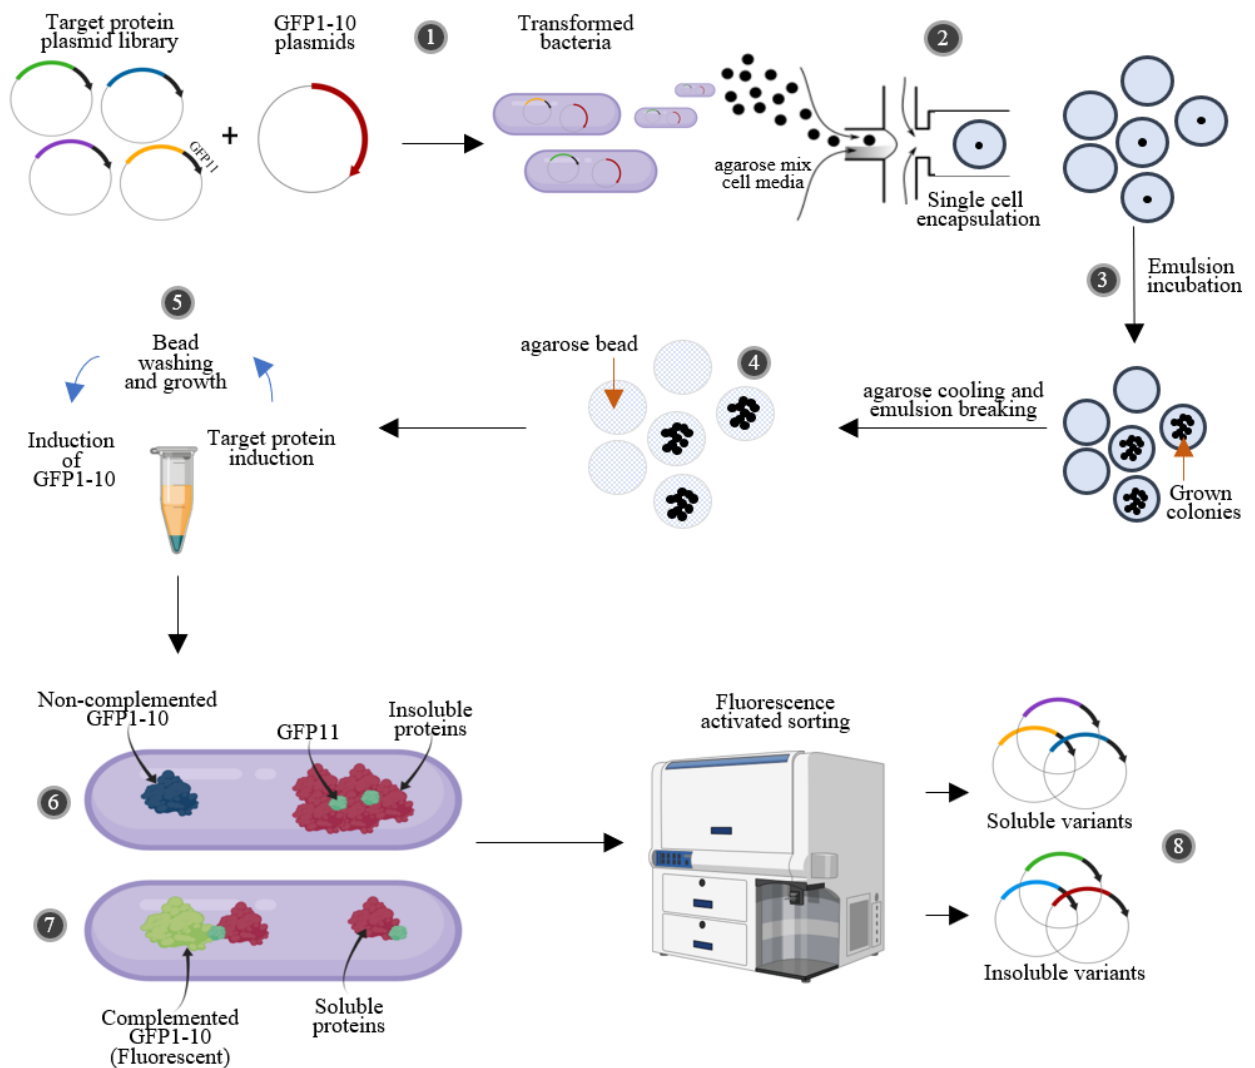 Target protein
plasmid library
GFP1-10
plasmids
1
Transformed
bacteria
2
GFP11
agarose mix
cell media
Single cell
encapsulation
3
Emulsion
incubation
5
Bead
washing
and growth
Induction
of
GFP1-10
Target protein
induction
agarose bead
4
agarose cooling and
emulsion breaking
Grown
colonies
Non-complemented
GFP1-10
GFP11
Insoluble
proteins
6
7
Complemented
GFP1-10
(Fluorescent)
Soluble
proteins
Fluorescence
activated sorting
Soluble variants
8
Insoluble variants